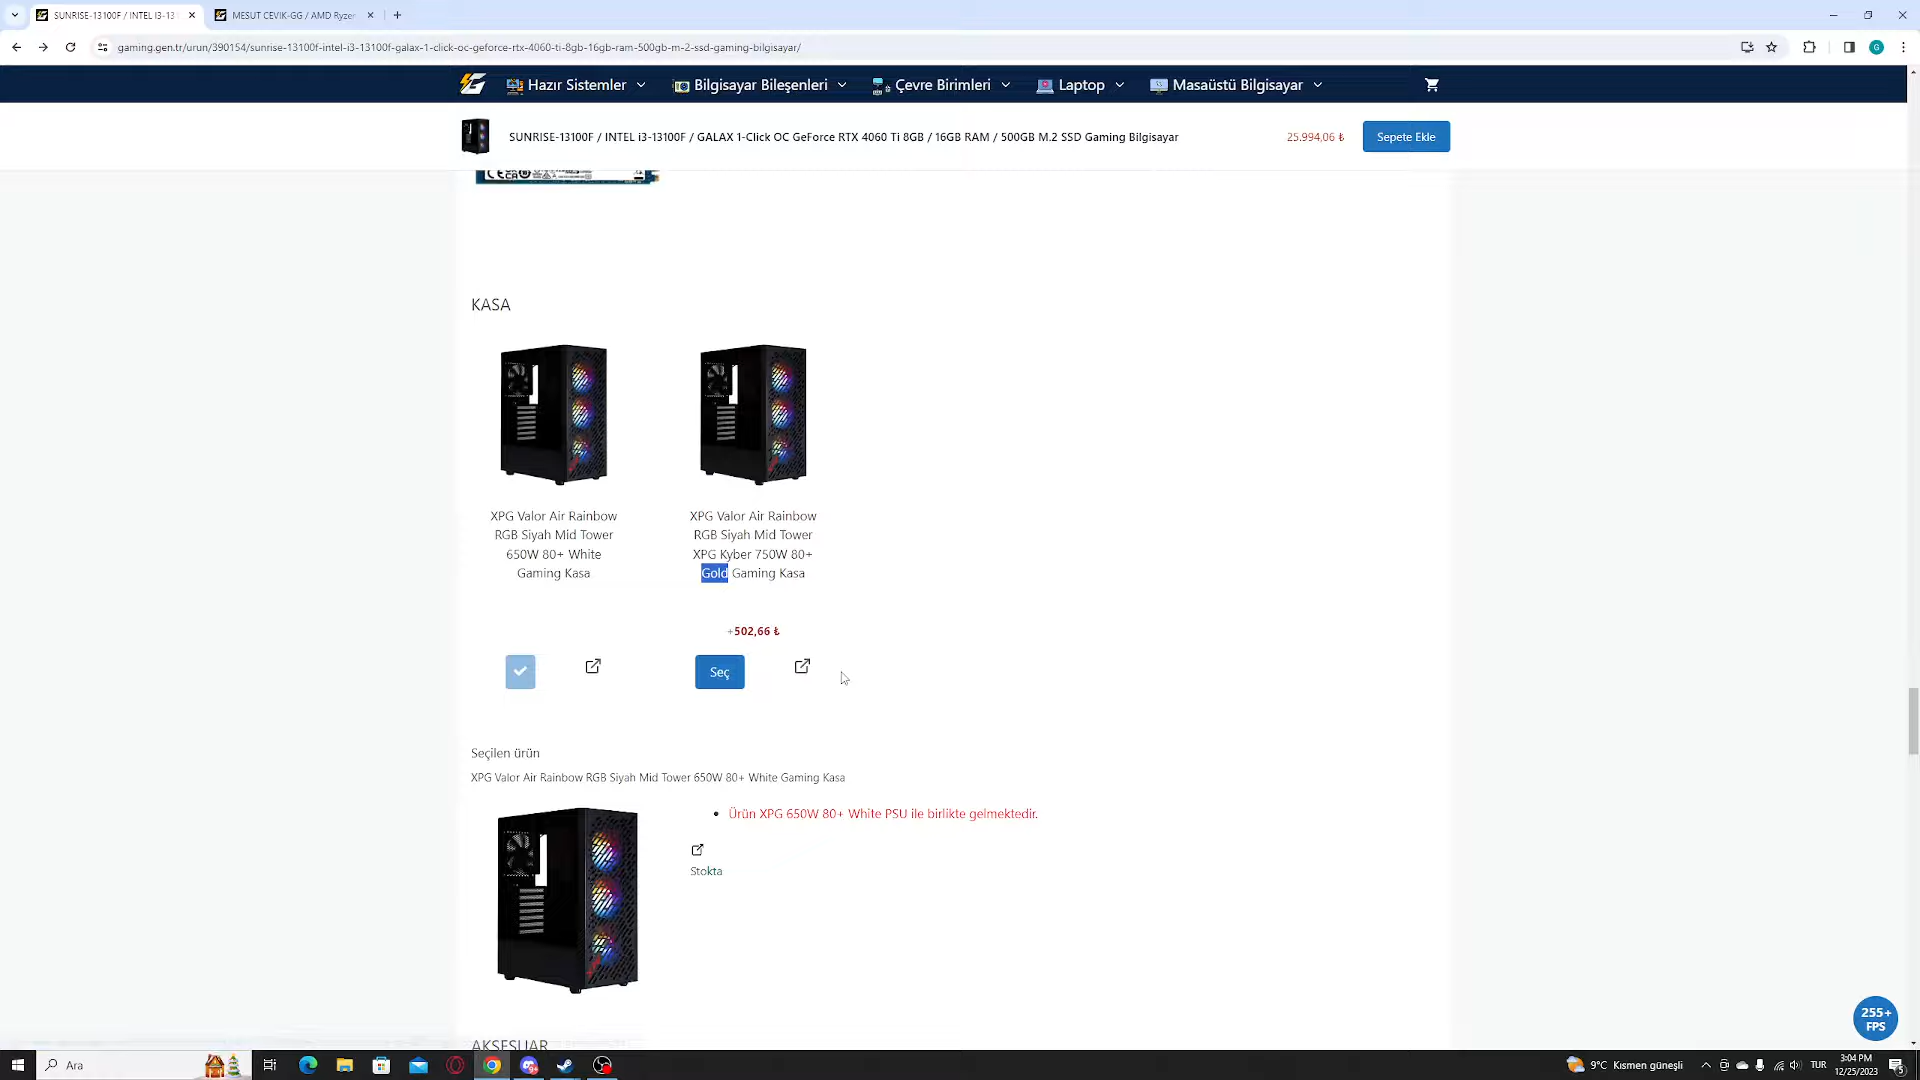 SUNRISE-13100F / INTEL I3-13
MESUT CEVIK-GG / AMD Ryzer
gaming.gen.tr/urun/390154/sunrise-13100f-intel-i3-13100f-galax-1-click-oc-geforce-rtx-4060-ti-8gb-16gb-ram-500gb-m-2-ssd-gaming-bilgisayar/
G
Hazır Sistemler
Bilgisayar Bileşenleri
Çevre Birimleri
Laptop
Masaüstü Bilgisayar
SUNRISE-13100F / INTEL i3-13100F / GALAX 1-Click OC GeForce RTX 4060 Ti 8GB / 16GB RAM / 500GB M.2 SSD Gaming Bilgisayar
25.994,06 ₺
Sepete Ekle
KASA
XPG Valor Air Rainbow
RGB Siyah Mid Tower
650W 80+ White
Gaming Kasa
XPG Valor Air Rainbow
RGB Siyah Mid Tower
XPG Kyber 750W 80+
Gold Gaming Kasa
+502,66 ₺
Seç
Seçilen ürün
XPG Valor Air Rainbow RGB Siyah Mid Tower 650W 80+ White Gaming Kasa
Ürün XPG 650W 80+ White PSU ile birlikte gelmektedir.
Stokta
AKSESUAR
255+
FPS
Ara
9°C Kısmen güneşli
TUR
3:04 PM
12/25/2023
5